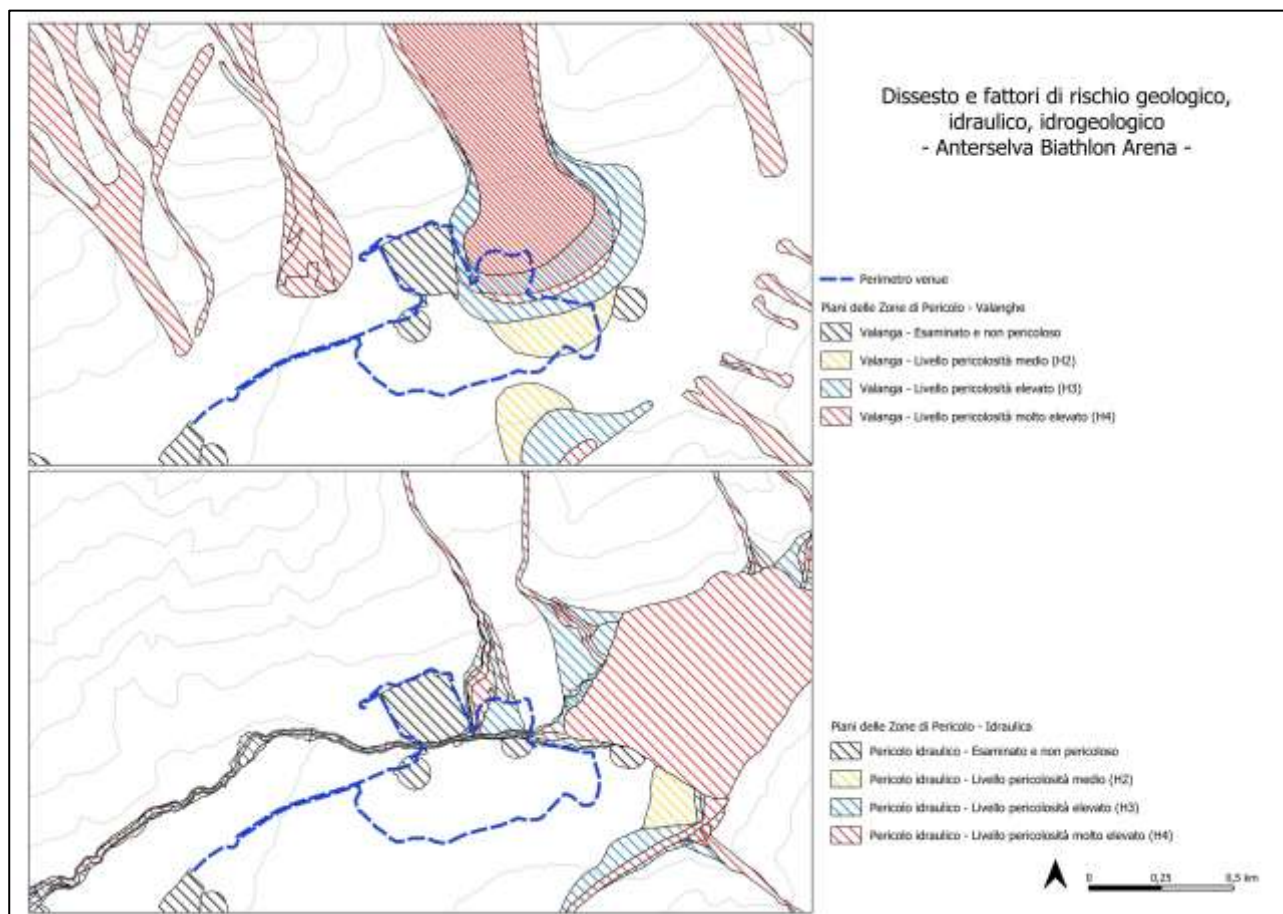 Dissesto e fattori di rischio geologico,
idraulico, idrogeologico
- Anterselva Biathlon Arena -
Perimetro venue
Piani delle Zone di Pericolo - Valanghe
Valanga - Esaminato e non pericoloso
Valanga - Livello pericolosità medio (H2)
Valanga - Livello pericolosità elevato (H3)
Valanga - Livello pericolosità molto elevato (H4)
Piani delle Zone di Pericolo - Idraulica
Pericolo idraulico - Esaminato e non pericoloso
Pericolo idraulico - Livello pericolosità medio (H2)
Pericolo idraulico - Livello pericolosità elevato (H3)
Pericolo idraulico - Livello pericolosità molto elevato (H4)
0 0,25 0,5 km